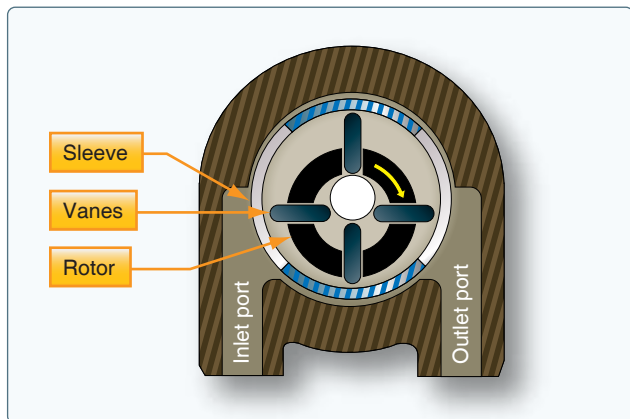 Sleeve
Vanes
Rotor
Inlet port
Outlet port